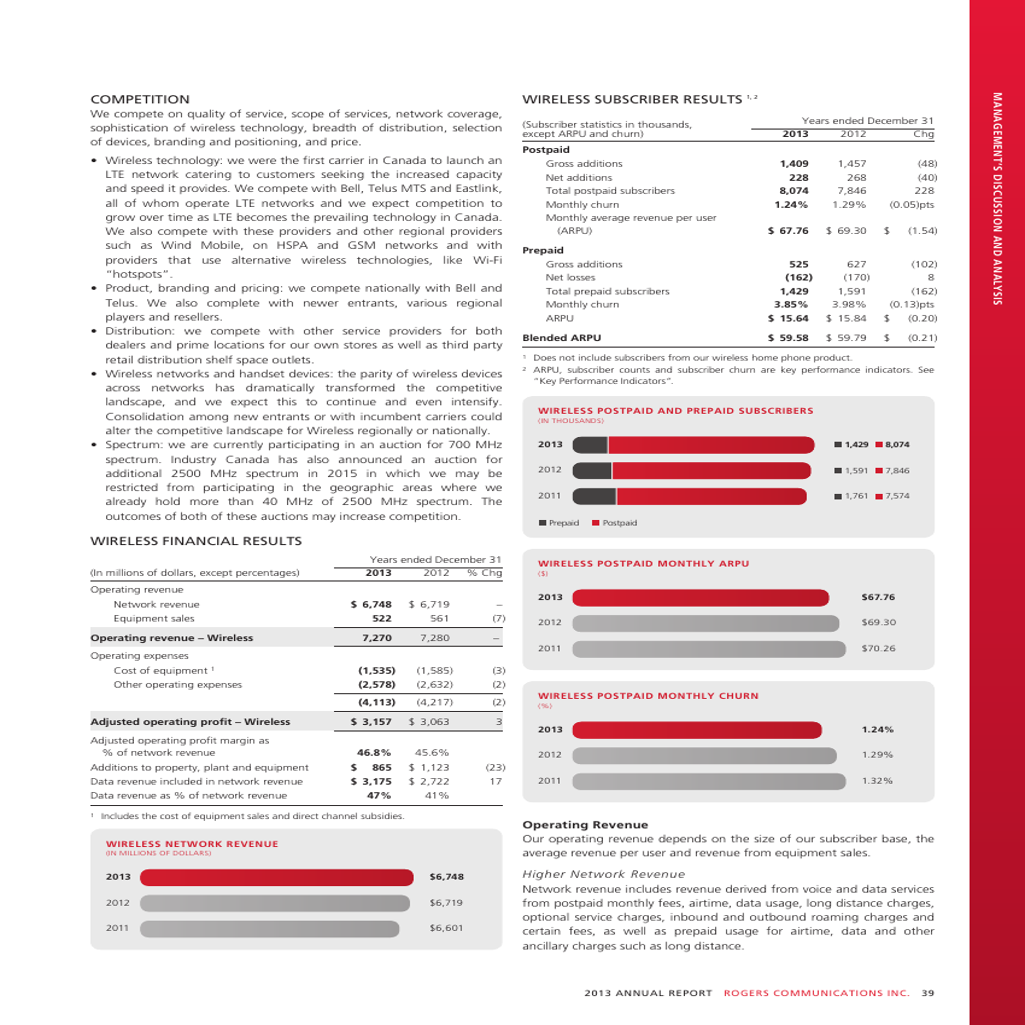 COMPETITION
We compete on quality of service, scope of services, network coverage,
sophistication of wireless technology, breadth of distribution, selection
of devices, branding and positioning, and price.
• Wireless technology: we were the first carrier in Canada to launch an
LTE network catering to customers seeking the increased capacity
and speed it provides. We compete with Bell, Telus MTS and Eastlink,
all of whom operate LTE networks and we expect competition to
grow over time as LTE becomes the prevailing technology in Canada.
We also compete with these providers and other regional providers
such as Wind Mobile, on HSPA and GSM networks and with
providers that use alternative wireless technologies, like Wi-Fi
“hotspots”.
• Product, branding and pricing: we compete nationally with Bell and
Telus. We also complete with newer entrants, various regional
players and resellers.
• Distribution: we compete with other service providers for both
dealers and prime locations for our own stores as well as third party
retail distribution shelf space outlets.
• Wireless networks and handset devices: the parity of wireless devices
across networks has dramatically transformed the competitive
landscape, and we expect this to continue and even intensify.
Consolidation among new entrants or with incumbent carriers could
alter the competitive landscape for Wireless regionally or nationally.
• Spectrum: we are currently participating in an auction for 700 MHz
spectrum. Industry Canada has also announced an auction for
additional 2500 MHz spectrum in 2015 in which we may be
restricted from participating in the geographic areas where we
already hold more than 40 MHz of 2500 MHz spectrum. The
outcomes of both of these auctions may increase competition.
WIRELESS FINANCIAL RESULTS
Years ended December 31
(In millions of dollars, except percentages) 2013 2012 % Chg
Operating revenue
Network revenue $ 6,748 $ 6,719 –
Equipment sales 522 561 (7)
Operating revenue – Wireless 7,270 7,280 –
Operating expenses
Cost of equipment 1 (1,535) (1,585) (3)
Other operating expenses (2,578) (2,632) (2)
(4,113) (4,217) (2)
Adjusted operating profit – Wireless $ 3,157 $ 3,063 3
Adjusted operating profit margin as
% of network revenue 46.8% 45.6%
Additions to property, plant and equipment $ 865 $ 1,123 (23)
Data revenue included in network revenue $ 3,175 $ 2,722 17
Data revenue as % of network revenue 47% 41%
1 Includes the cost of equipment sales and direct channel subsidies.
WIRELESS NETWORK REVENUE
(IN MILLIONS OF DOLLARS)
2013 $6,748
2012 $6,719
2011 $6,601
WIRELESS SUBSCRIBER RESULTS 1, 2
(Subscriber statistics in thousands, Years ended December 31
except ARPU and churn) 2013 2012 Chg
Postpaid
Gross additions 1,409 1,457 (48)
Net additions 228 268 (40)
Total postpaid subscribers 8,074 7,846 228
Monthly churn 1.24% 1.29% (0.05)pts
Monthly average revenue per user
(ARPU) $ 67.76 $ 69.30 $ (1.54)
Prepaid
Gross additions 525 627 (102)
Net losses (162) (170) 8
Total prepaid subscribers 1,429 1,591 (162)
Monthly churn 3.85% 3.98% (0.13)pts
ARPU $ 15.64 $ 15.84 $ (0.20)
Blended ARPU $ 59.58 $ 59.79 $ (0.21)
1 Does not include subscribers from our wireless home phone product.
2 ARPU, subscriber counts and subscriber churn are key performance indicators. See
“Key Performance Indicators”.
WIRELESS POSTPAID AND PREPAID SUBSCRIBERS
(IN THOUSANDS)
2013 1,429 8,074
2012 1,591 7,846
2011 1,761 7,574
Prepaid Postpaid
WIRELESS POSTPAID MONTHLY ARPU
($)
2013 $67.76
2012 $69.30
2011 $70.26
WIRELESS POSTPAID MONTHLY CHURN
(%)
2013 1.24%
2012 1.29%
2011 1.32%
Operating Revenue
Our operating revenue depends on the size of our subscriber base, the
average revenue per user and revenue from equipment sales.
Higher Network Revenue
Network revenue includes revenue derived from voice and data services
from postpaid monthly fees, airtime, data usage, long distance charges,
optional service charges, inbound and outbound roaming charges and
certain fees, as well as prepaid usage for airtime, data and other
ancillary charges such as long distance.
MANAGEMENT’S DISCUSSION AND ANALYSIS
2013 ANNUAL REPORT ROGERS COMMUNICATIONS INC. 39